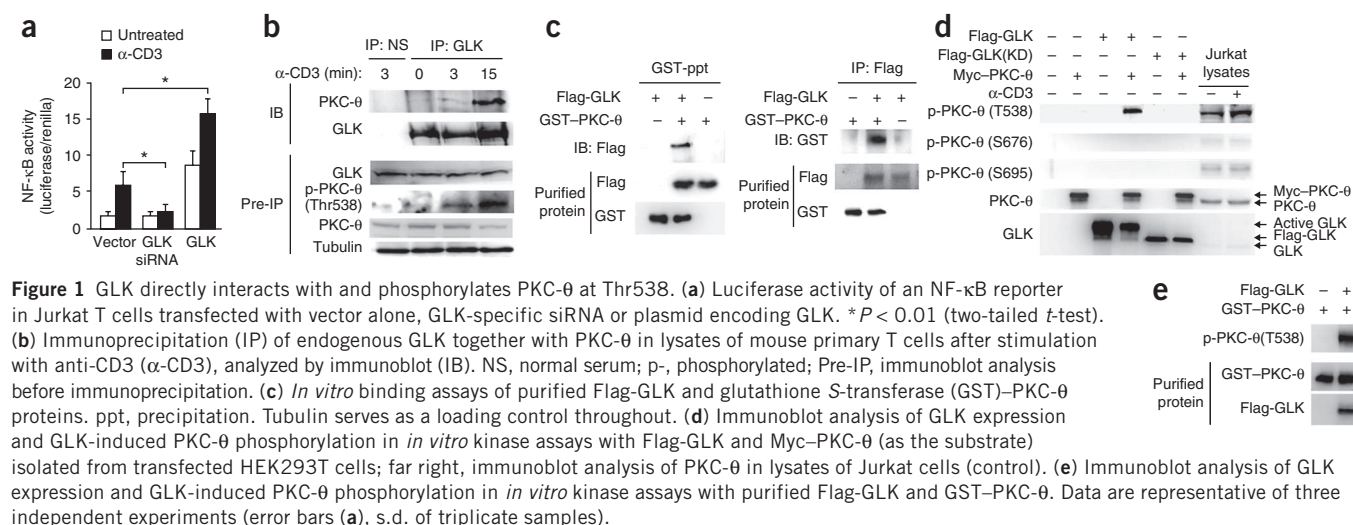 a
Untreated
α-CD3
NF-κB activity
(luciferase/renilla)
20
15
10
5
0
*
*
Vector GLK GLK
siRNA
b
IP: NS IP: GLK
α-CD3 (min): 3 0 3 15
IB
PKC-θ
GLK
Pre-IP
GLK
p-PKC-θ
(Thr538)
PKC-θ
Tubulin
c
GST-ppt
Flag-GLK + + –
GST–PKC-θ – + +
IB: Flag
Purified
protein
Flag
GST
IP: Flag
Flag-GLK – + +
GST–PKC-θ + + –
IB: GST
Purified
protein
Flag
GST
d
Flag-GLK – – + + – –
Flag-GLK(KD) – – – – + +
Myc–PKC-θ – + – + – +
Jurkat
lysates
α-CD3 – +
p-PKC-θ (T538)
p-PKC-θ (S676)
p-PKC-θ (S695)
PKC-θ
GLK
Myc–PKC-θ
PKC-θ
Active GLK
Flag-GLK
GLK
Figure 1 GLK directly interacts with and phosphorylates PKC-θ at Thr538. (a) Luciferase activity of an NF-κB reporter
in Jurkat T cells transfected with vector alone, GLK-specific siRNA or plasmid encoding GLK. *P < 0.01 (two-tailed t-test).
(b) Immunoprecipitation (IP) of endogenous GLK together with PKC-θ in lysates of mouse primary T cells after stimulation
with anti-CD3 (α-CD3), analyzed by immunoblot (IB). NS, normal serum; p-, phosphorylated; Pre-IP, immunoblot analysis
before immunoprecipitation. (c) In vitro binding assays of purified Flag-GLK and glutathione S-transferase (GST)–PKC-θ
proteins. ppt, precipitation. Tubulin serves as a loading control throughout. (d) Immunoblot analysis of GLK expression
and GLK-induced PKC-θ phosphorylation in in vitro kinase assays with Flag-GLK and Myc–PKC-θ (as the substrate)
isolated from transfected HEK293T cells; far right, immunoblot analysis of PKC-θ in lysates of Jurkat cells (control). (e) Immunoblot analysis of GLK
expression and GLK-induced PKC-θ phosphorylation in in vitro kinase assays with purified Flag-GLK and GST–PKC-θ. Data are representative of three
independent experiments (error bars (a), s.d. of triplicate samples).
e
Flag-GLK – +
GST–PKC-θ + +
p-PKC-θ(T538)
Purified
protein
GST–PKC-θ
Flag-GLK